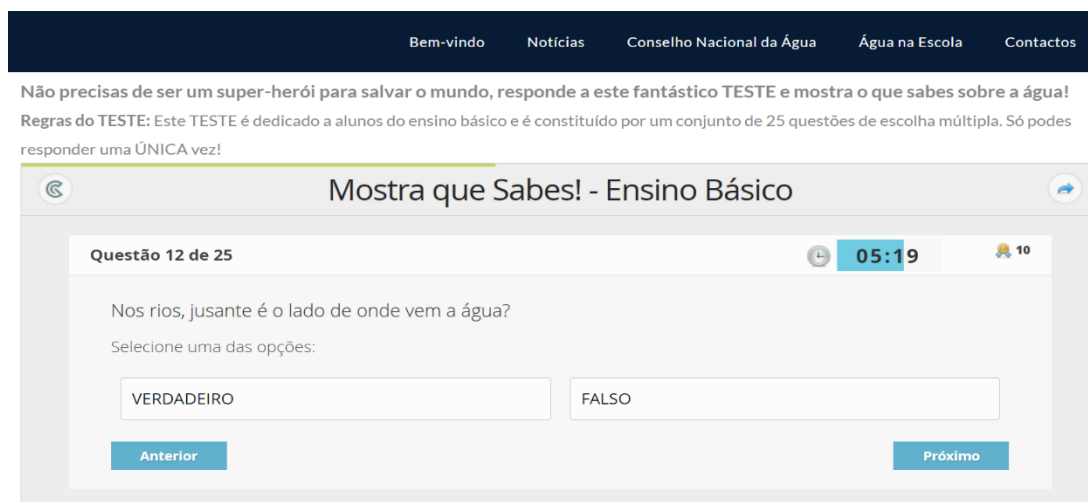 Bem-vindo Notícias Conselho Nacional da Água Água na Escola Contactos
Não precisas de ser um super-herói para salvar o mundo, responde a este fantástico TESTE e mostra o que sabes sobre a água!
Regras do TESTE: Este TESTE é dedicado a alunos do ensino básico e é constituído por um conjunto de 25 questões de escolha múltipla. Só podes
responder uma ÚNICA vez!
Mostra que Sabes! - Ensino Básico
Questão 12 de 25 05:19 10
Nos rios, jusante é o lado de onde vem a água?
Selecione uma das opções:
VERDADEIRO FALSO
Anterior Próximo